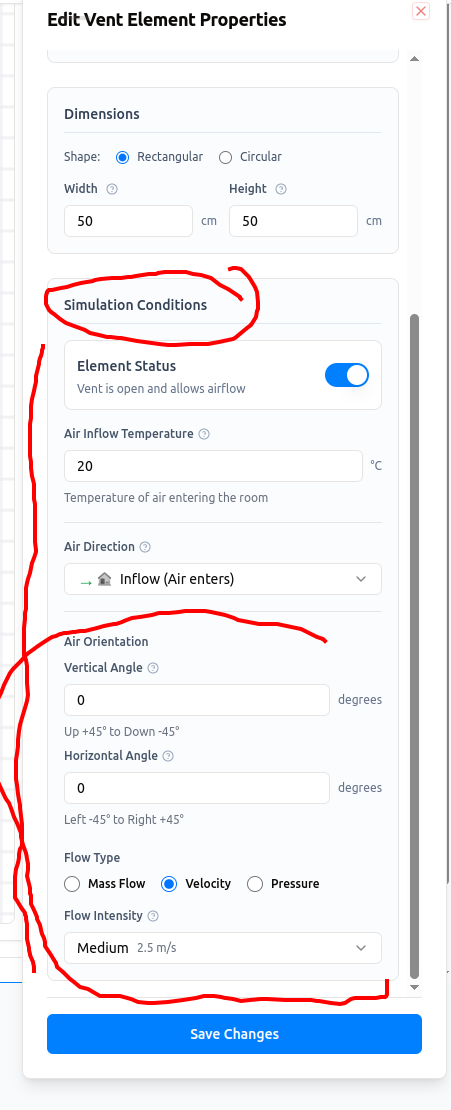 Edit Vent Element Properties
Dimensions
Shape: Rectangular Circular
Width Height
50 cm 50 cm
Simulation Conditions
Element Status
Vent is open and allows airflow
Air Inflow Temperature
20 °C
Temperature of air entering the room
Air Direction
→ Inflow (Air enters)
Air Orientation
Vertical Angle
0 degrees
Up +45° to Down -45°
Horizontal Angle
0 degrees
Left -45° to Right +45°
Flow Type
Mass Flow Velocity Pressure
Flow Intensity
Medium 2.5 m/s
Save Changes